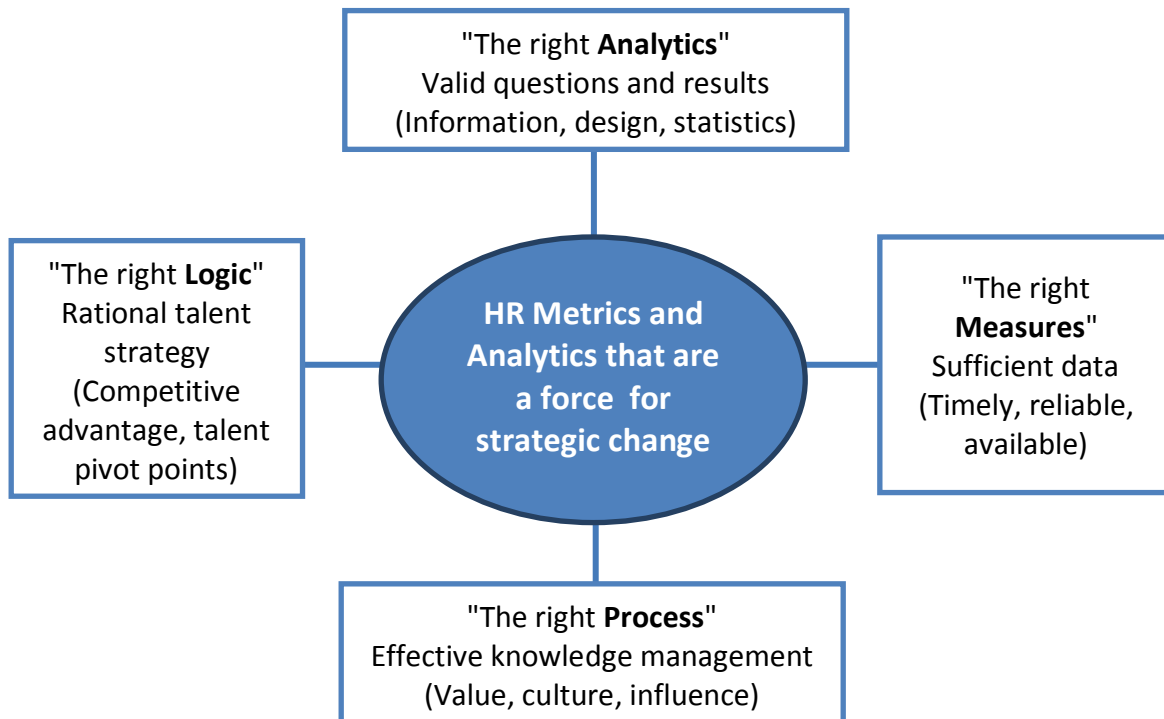 "The right Analytics"
Valid questions and results
(Information, design, statistics)
"The right Logic"
Rational talent
strategy
(Competitive
advantage, talent
pivot points)
HR Metrics and
Analytics that are
a force for
strategic change
"The right
Measures"
Sufficient data
(Timely, reliable,
available)
"The right Process"
Effective knowledge management
(Value, culture, influence)